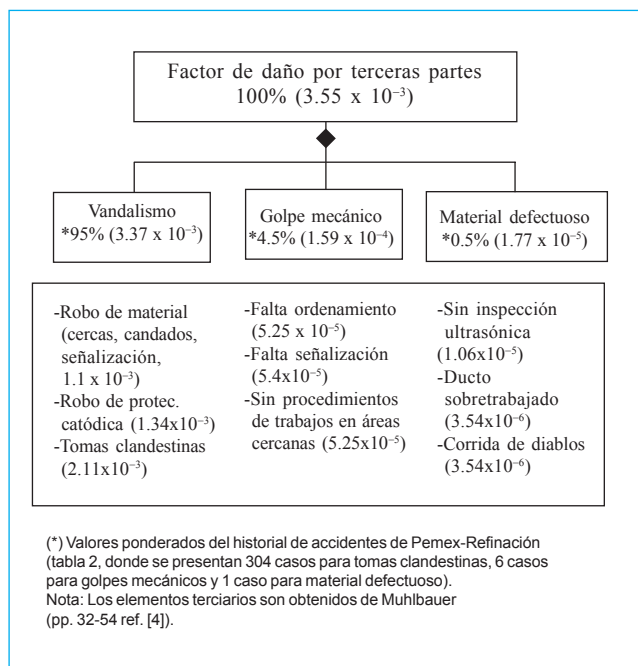 Factor de daño por terceras partes
100% (3.55 x 10⁻³)
Vandalismo
*95% (3.37 x 10⁻³)
Golpe mecánico
*4.5% (1.59 x 10⁻⁴)
Material defectuoso
*0.5% (1.77 x 10⁻⁵)
-Robo de material
(cercas, candados,
señalización,
1.1 x 10⁻³)
-Robo de protec.
catódica (1.34x10⁻³)
-Tomas clandestinas
(2.11x10⁻³)
-Falta ordenamiento
(5.25 x 10⁻⁵)
-Falta señalización
(5.4x10⁻⁵)
-Sin procedimientos
de trabajos en áreas
cercanas (5.25x10⁻⁵)
-Sin inspección
ultrasónica
(1.06x10⁻⁵)
-Ducto
sobretrabajado
(3.54x10⁻⁶)
-Corrida de diablos
(3.54x10⁻⁶)
(*) Valores ponderados del historial de accidentes de Pemex-Refinación
(tabla 2, donde se presentan 304 casos para tomas clandestinas, 6 casos
para golpes mecánicos y 1 caso para material defectuoso).
Nota: Los elementos terciarios son obtenidos de Muhlbauer
(pp. 32-54 ref. [4]).